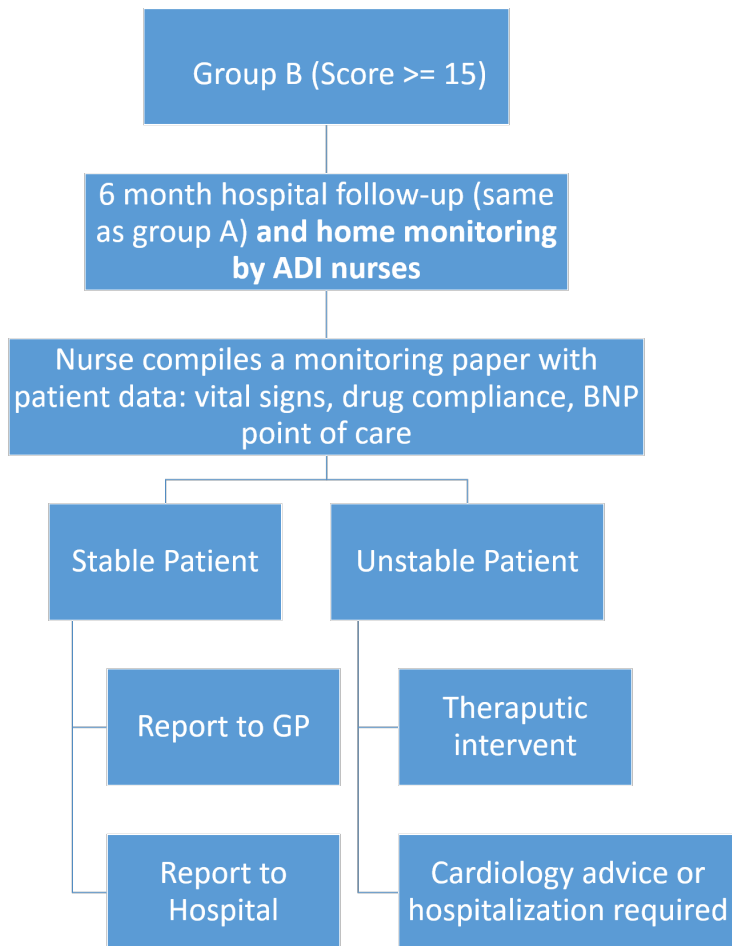 Group B (Score >= 15)
6 month hospital follow-up (same
as group A) and home monitoring
by ADI nurses
Nurse compiles a monitoring paper with
patient data: vital signs, drug compliance, BNP
point of care
Stable Patient
Unstable Patient
Report to GP
Theraputic
intervent
Report to
Hospital
Cardiology advice or
hospitalization required